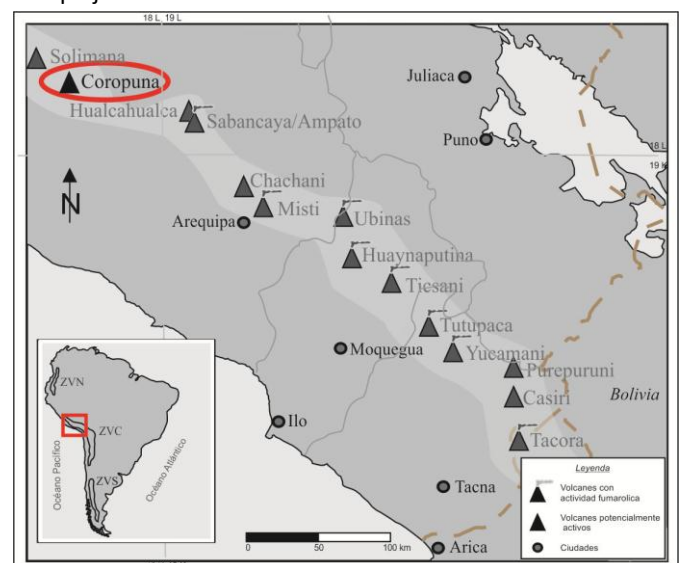 18 L, 19 L
Solimana
Coropuna
Hualcahualca
Sabancaya/Ampato
Juliaca
Puno
18 L
19 K
N
Chachani
Misti
Arequipa
Ubinas
Huaynaputina
Ticsani
Tutupaca
Yucamani
Moquegua
Purepuruni
Bolivia
Casiri
Ilo
Tacora
Tacna
Arica
ZVN
ZVC
ZVS
Océano Pacífico
Océano Atlántico
0 50 100 km
Leyenda
Volcanes con
actividad fumarolica
Volcanes potencialmente
activos
Ciudades